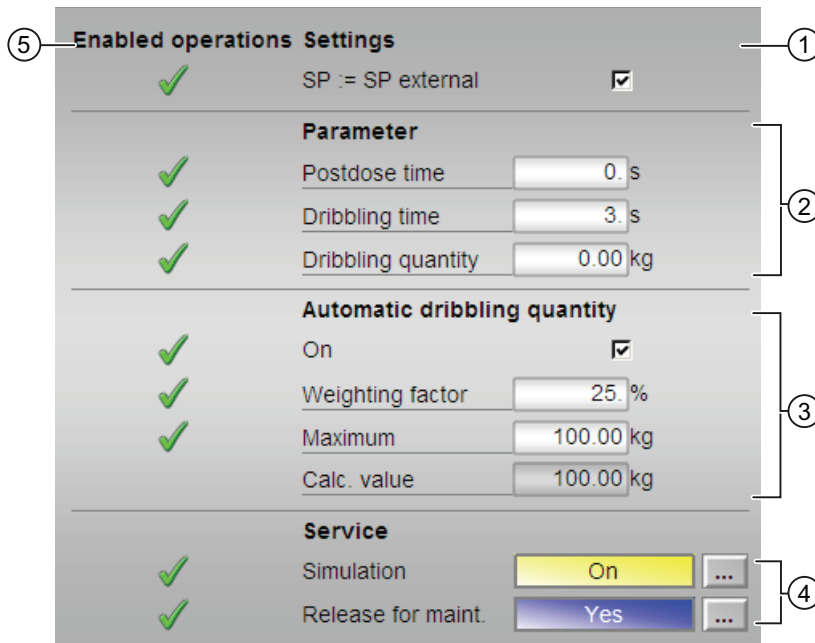 Enabled operations Settings
5
1
SP := SP external
Parameter
Postdose time 0. s
Dribbling time 3. s
2
Dribbling quantity 0.00 kg
Automatic dribbling quantity
On
Weighting factor 25. %
3
Maximum 100.00 kg
Calc. value 100.00 kg
Service
Simulation On ...
4
Release for maint. Yes ...